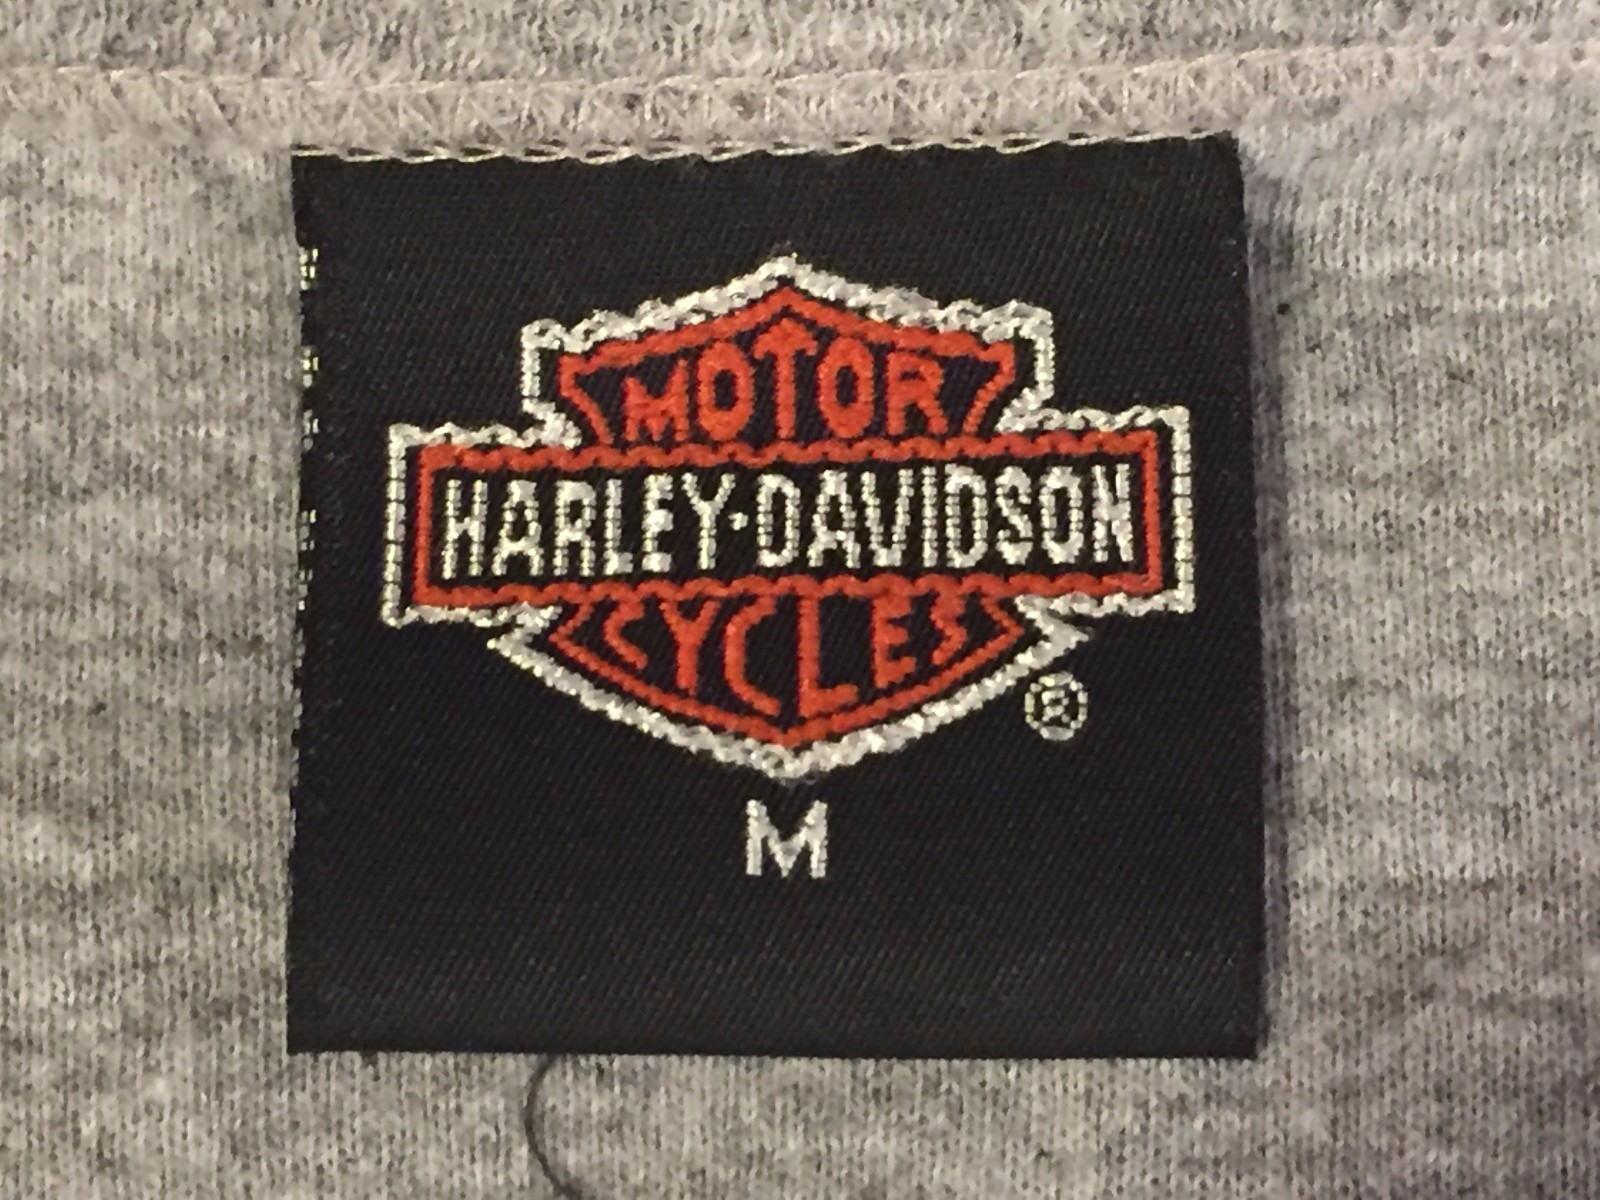 MOTOR
HARLEY-DAVIDSON
CYCLES
®
M